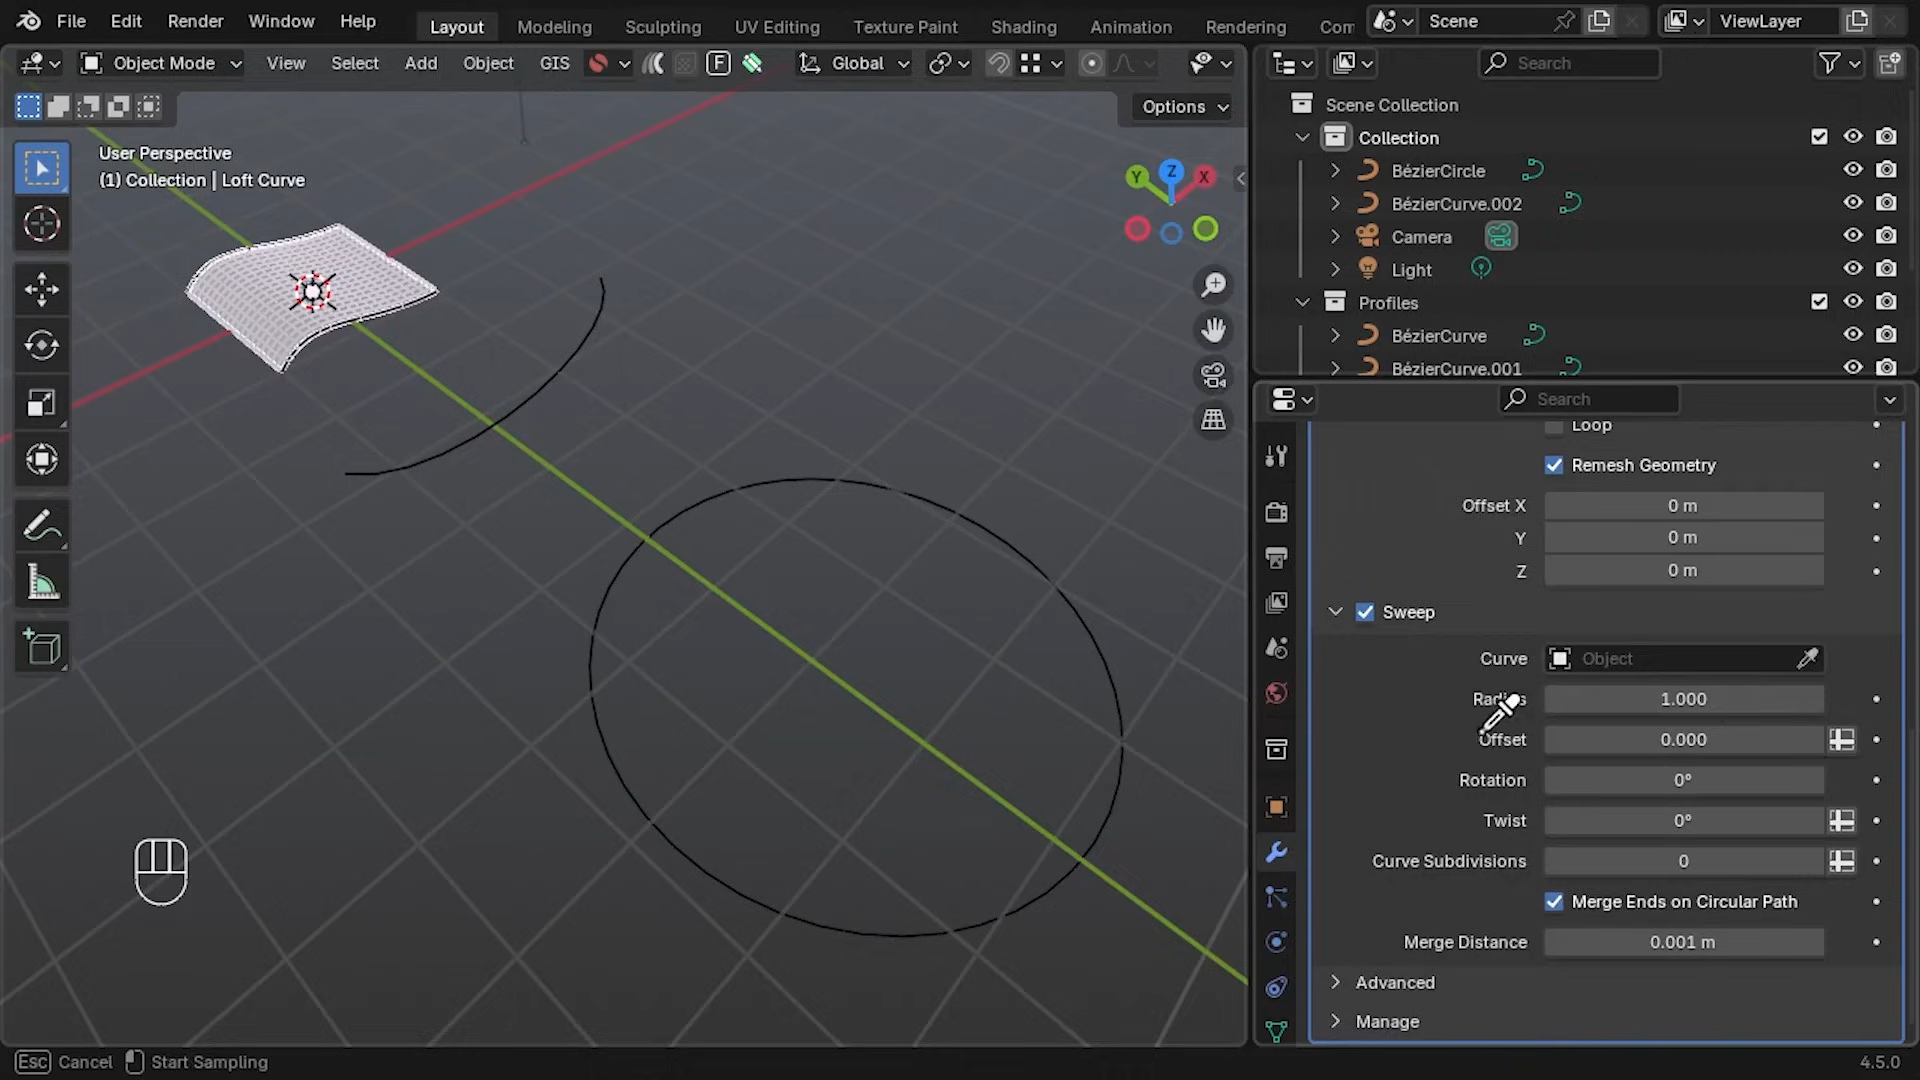 File Edit Render Window Help Layout Modeling Sculpting UV Editing Texture Paint Shading Animation Rendering Com Scene ViewLayer
Object Mode View Select Add Object GIS F Global Search
Options
User Perspective
(1) Collection | Loft Curve
Y Z X
Scene Collection
Collection
BézierCircle
BézierCurve.002
Camera
Light
Profiles
BézierCurve
BézierCurve.001
Search
Loop
Remesh Geometry
Offset X 0 m
Y 0 m
Z 0 m
Sweep
Curve Object
Radius 1.000
Offset 0.000
Rotation 0°
Twist 0°
Curve Subdivisions 0
Merge Ends on Circular Path
Merge Distance 0.001 m
Advanced
Manage
Esc Cancel Start Sampling 4.5.0